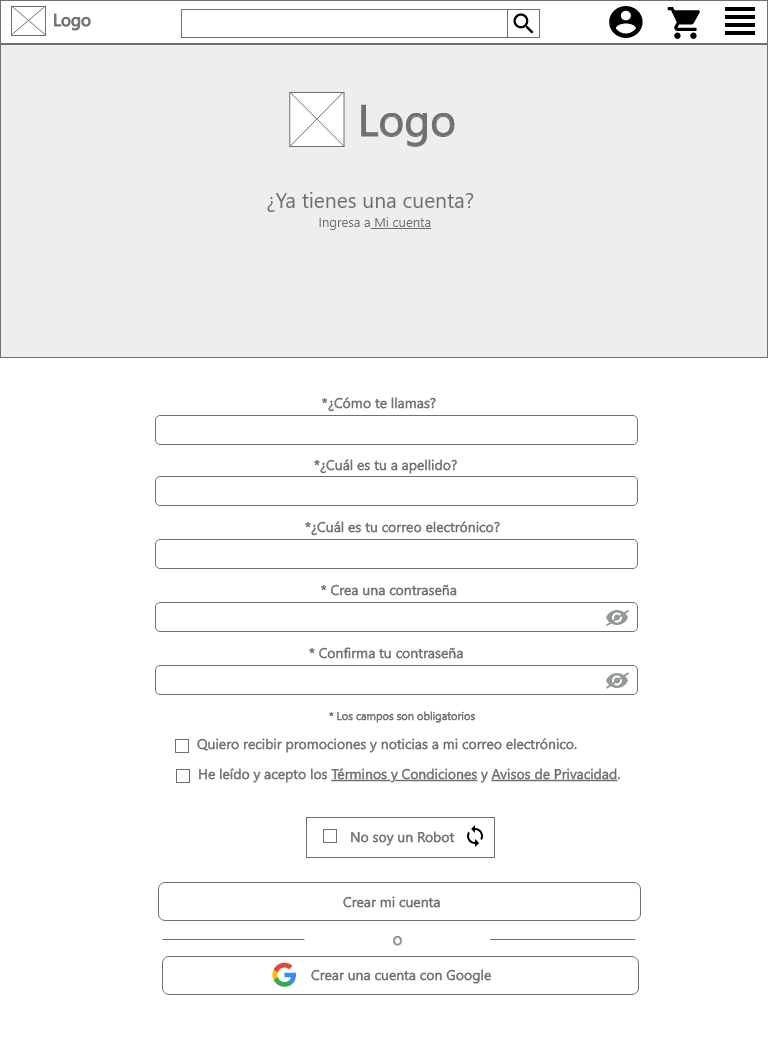 Logo
Logo
¿Ya tienes una cuenta?
Ingresa a Mi cuenta
*¿Cómo te llamas?
*¿Cuál es tu a apellido?
*¿Cuál es tu correo electrónico?
* Crea una contraseña
* Confirma tu contraseña
* Los campos son obligatorios
Quiero recibir promociones y noticias a mi correo electrónico.
He leído y acepto los Términos y Condiciones y Avisos de Privacidad.
No soy un Robot
Crear mi cuenta
O
Crear una cuenta con Google